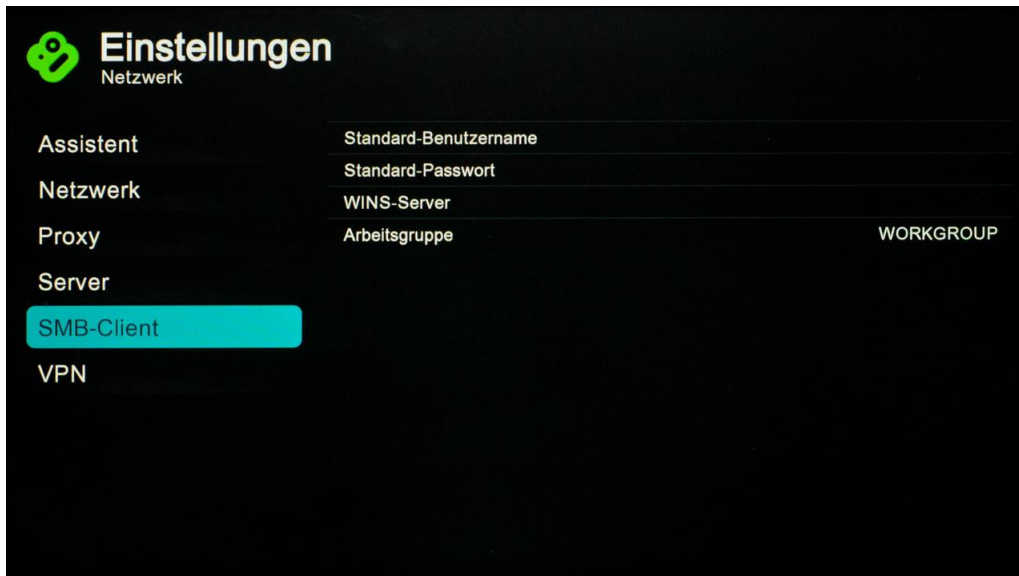 Einstellungen
Netzwerk
Assistent
Netzwerk
Proxy
Server
SMB-Client
VPN
Standard-Benutzername
Standard-Passwort
WINS-Server
Arbeitsgruppe WORKGROUP